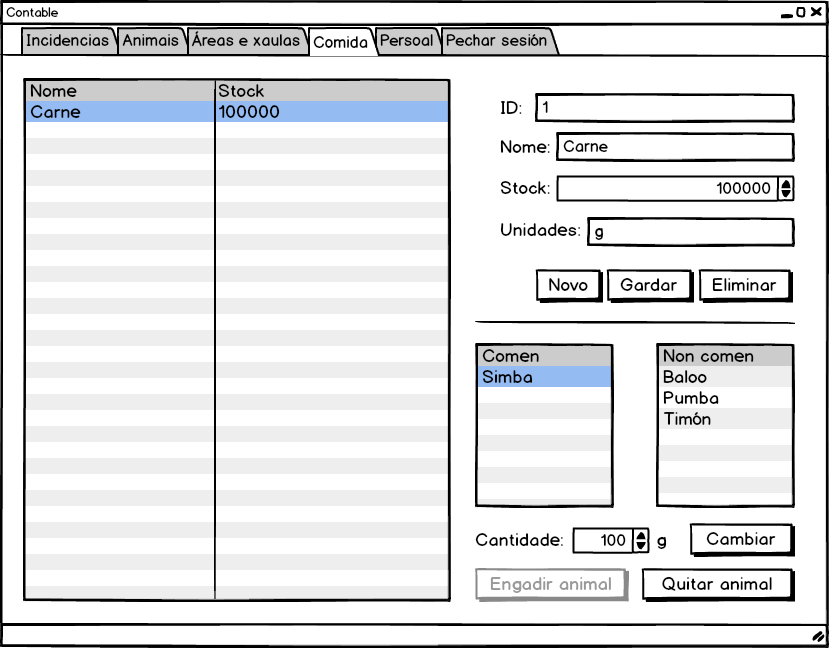 Contable
Incidencias Animais Áreas e xaulas Comida Persoal Pechar sesión
Nome Stock
Carne 100000
ID: 1
Nome: Carne
Stock: 100000
Unidades: g
Novo Gardar Eliminar
Comen
Simba
Non comen
Baloo
Pumba
Timón
Cantidade: 100 g Cambiar
Engadir animal Quitar animal